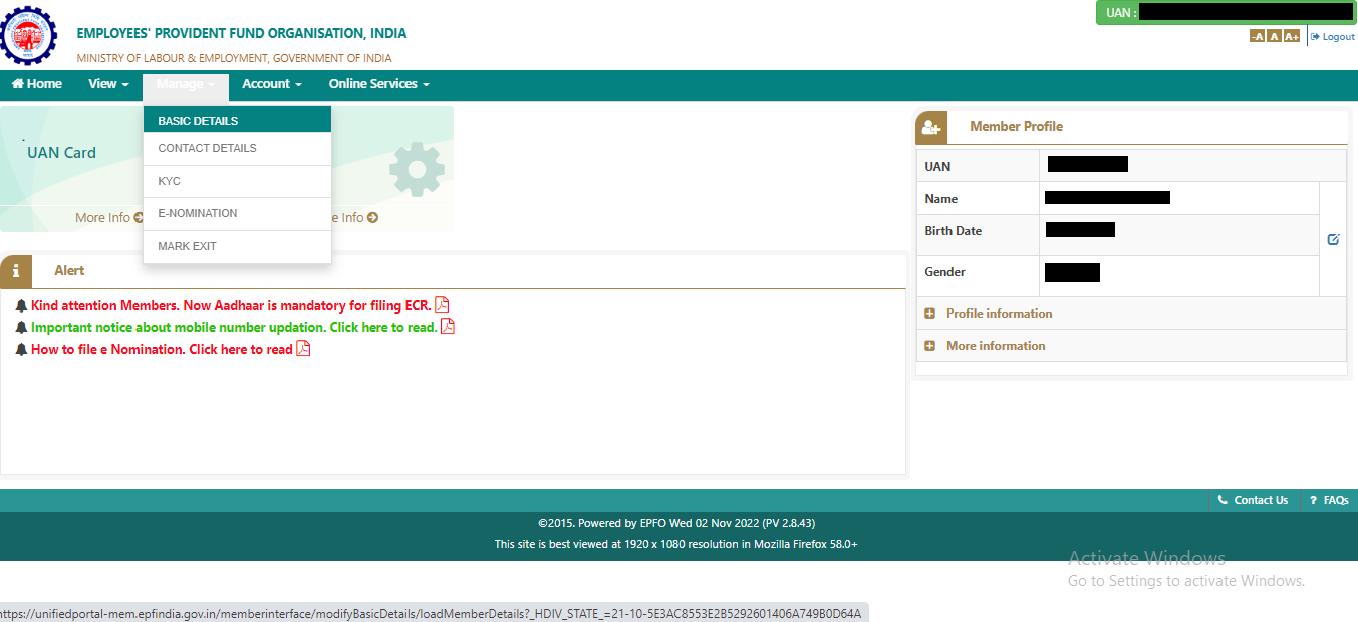 UAN :
EMPLOYEES' PROVIDENT FUND ORGANISATION, INDIA
-A A A+ Logout
MINISTRY OF LABOUR & EMPLOYMENT, GOVERNMENT OF INDIA
Home View Manage Account Online Services
BASIC DETAILS
CONTACT DETAILS
KYC
E-NOMINATION
MARK EXIT
UAN Card
More Info
e Info
Member Profile
UAN
Name
Birth Date
Gender
Profile information
More information
Alert
Kind attention Members. Now Aadhaar is mandatory for filing ECR.
Important notice about mobile number updation. Click here to read.
How to file e Nomination. Click here to read
Contact Us ? FAQs
©2015. Powered by EPFO Wed 02 Nov 2022 (PV 2.8.43)
This site is best viewed at 1920 x 1080 resolution in Mozilla Firefox 58.0+
Activate Windows
Go to Settings to activate Windows.
https://unifiedportal-mem.epfindia.gov.in/memberinterface/modifyBasicDetails/loadMemberDetails?_HDIV_STATE_=21-10-5E3AC8553E2B5292601406A749B0D64A